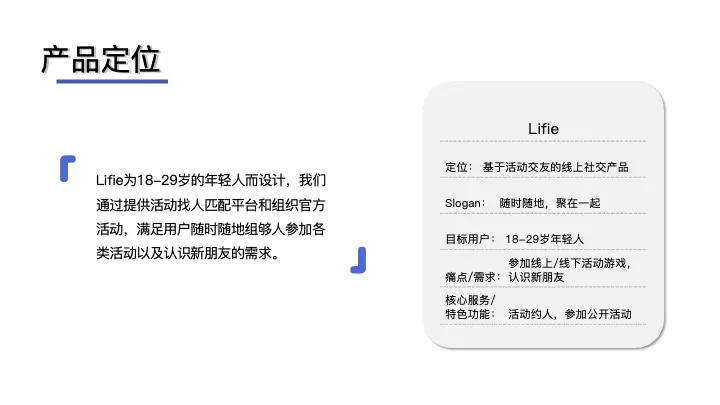 产品定位
Lifie为18-29岁的年轻人而设计，我们
通过提供活动找人匹配平台和组织官方
活动，满足用户随时随地组够人参加各
类活动以及认识新朋友的需求。
Lifie
定位： 基于活动交友的线上社交产品
Slogan： 随时随地，聚在一起
目标用户： 18-29岁年轻人
参加线上/线下活动游戏，
痛点/需求：认识新朋友
核心服务/
特色功能： 活动约人，参加公开活动